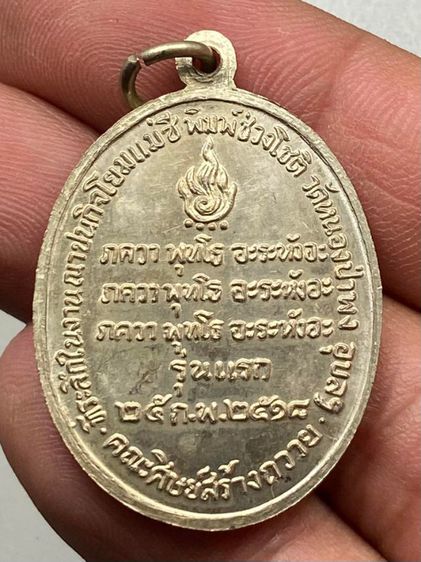 ที่ระลึกในงานฌาปนกิจโยมแม่ชี พิมพ์ช่วงโชติ วัดหนองป่าพง อุบลฯ
ภควา พุทโธ อะระหังอะ
ภควา พุทโธ อะระหังอะ
ภควา พุทโธ อะระหังอะ
รุ่นแรก
๒๕ ก.พ. ๒๕๑๘
คณะศิษย์สร้างถวาย